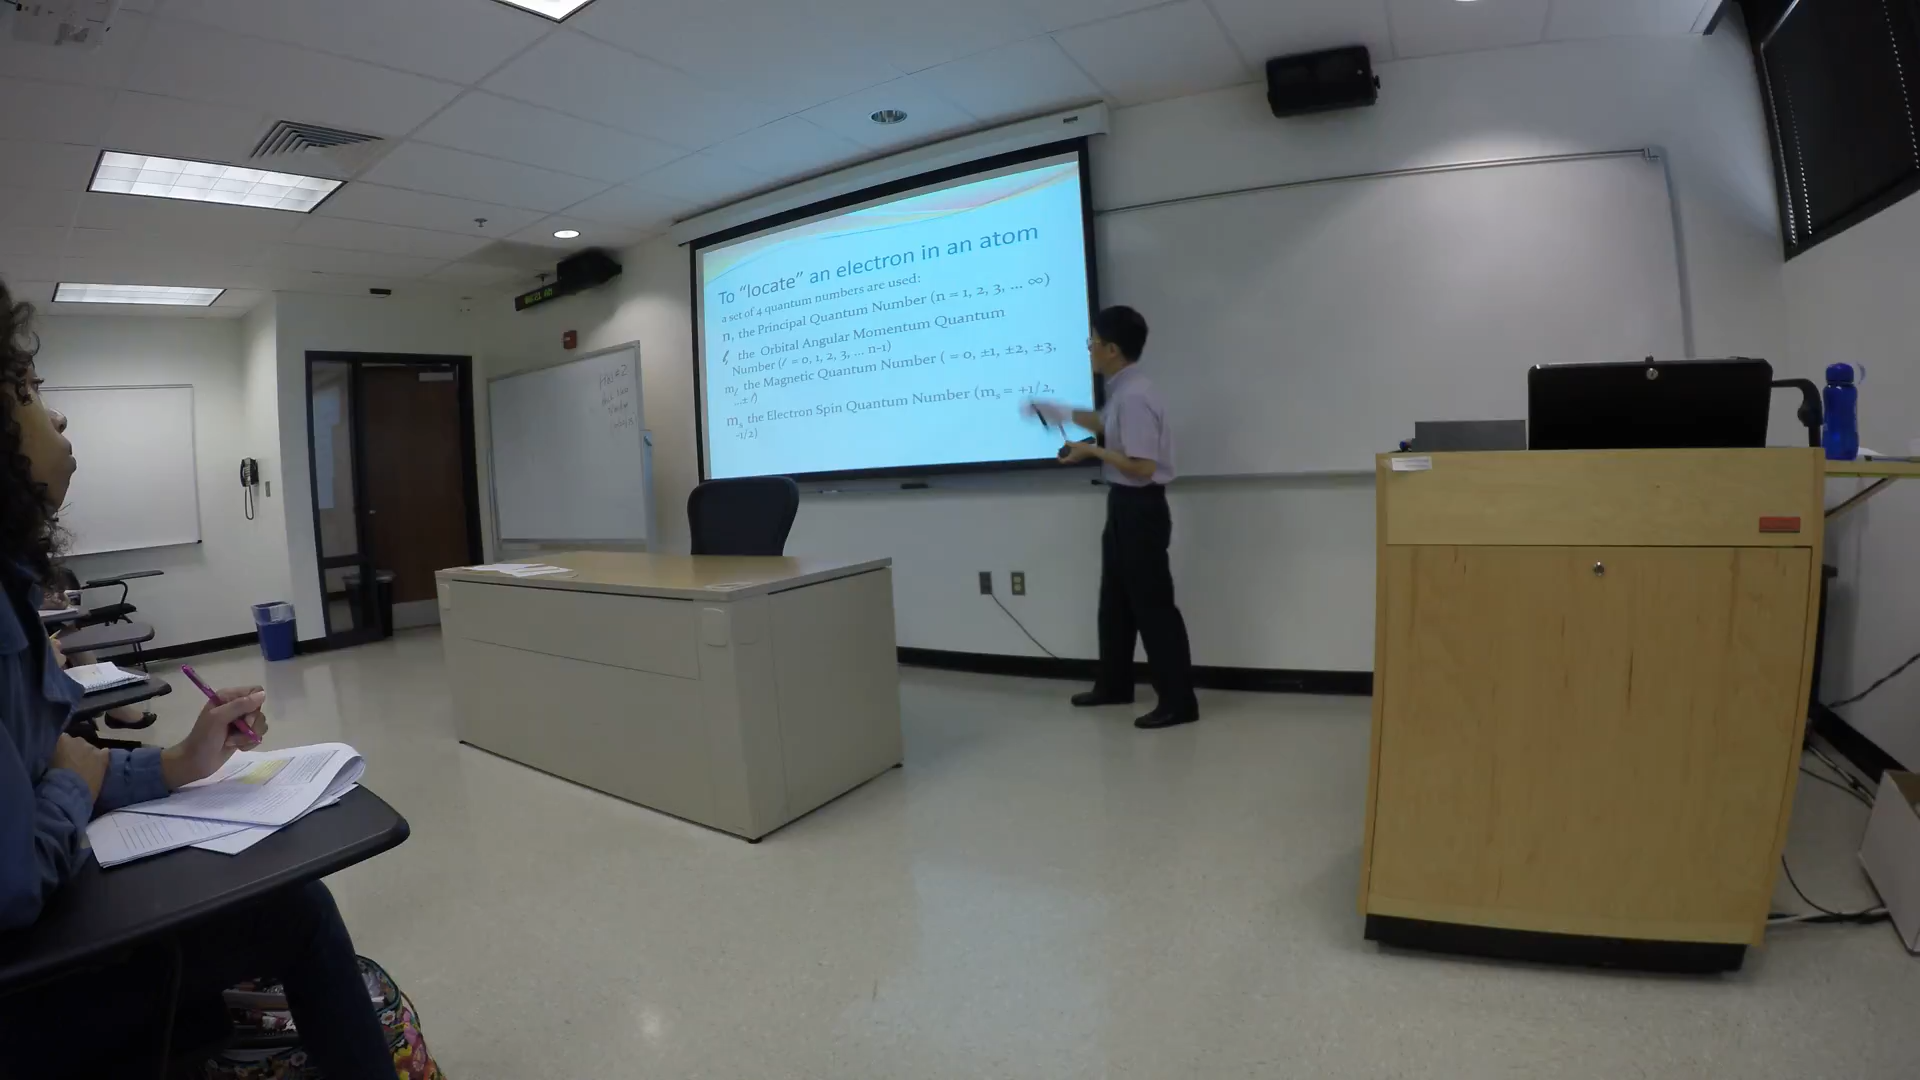 To “locate” an electron in an atom
a set of 4 quantum numbers are used:
n, the Principal Quantum Number (n = 1, 2, 3, ... ∞)
ℓ, the Orbital Angular Momentum Quantum
Number (ℓ = 0, 1, 2, 3, ... n-1)
mℓ the Magnetic Quantum Number ( = 0, ±1, ±2, ±3,
...± ℓ)
ms the Electron Spin Quantum Number (ms = +1/2,
-1/2)